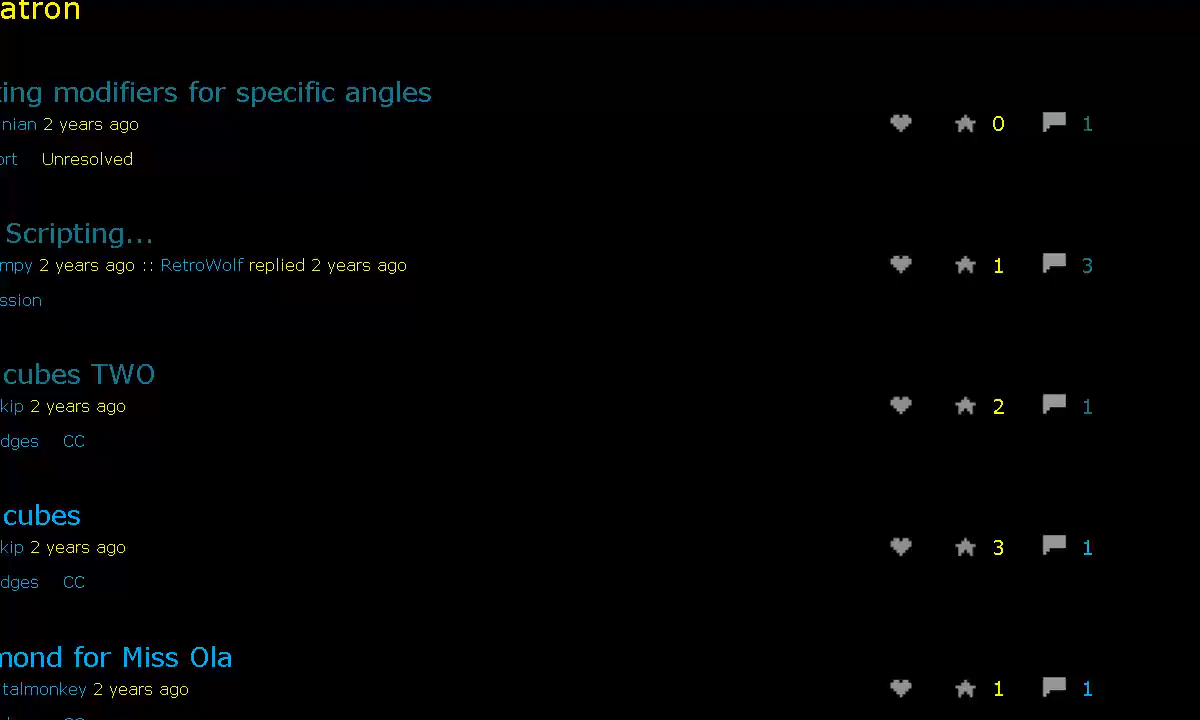 atron
ing modifiers for specific angles
nian 2 years ago
0 1
ort Unresolved
Scripting...
mpy 2 years ago :: RetroWolf replied 2 years ago
1 3
ssion
cubes TWO
kip 2 years ago
2 1
dges CC
cubes
kip 2 years ago
3 1
dges CC
mond for Miss Ola
talmonkey 2 years ago
1 1